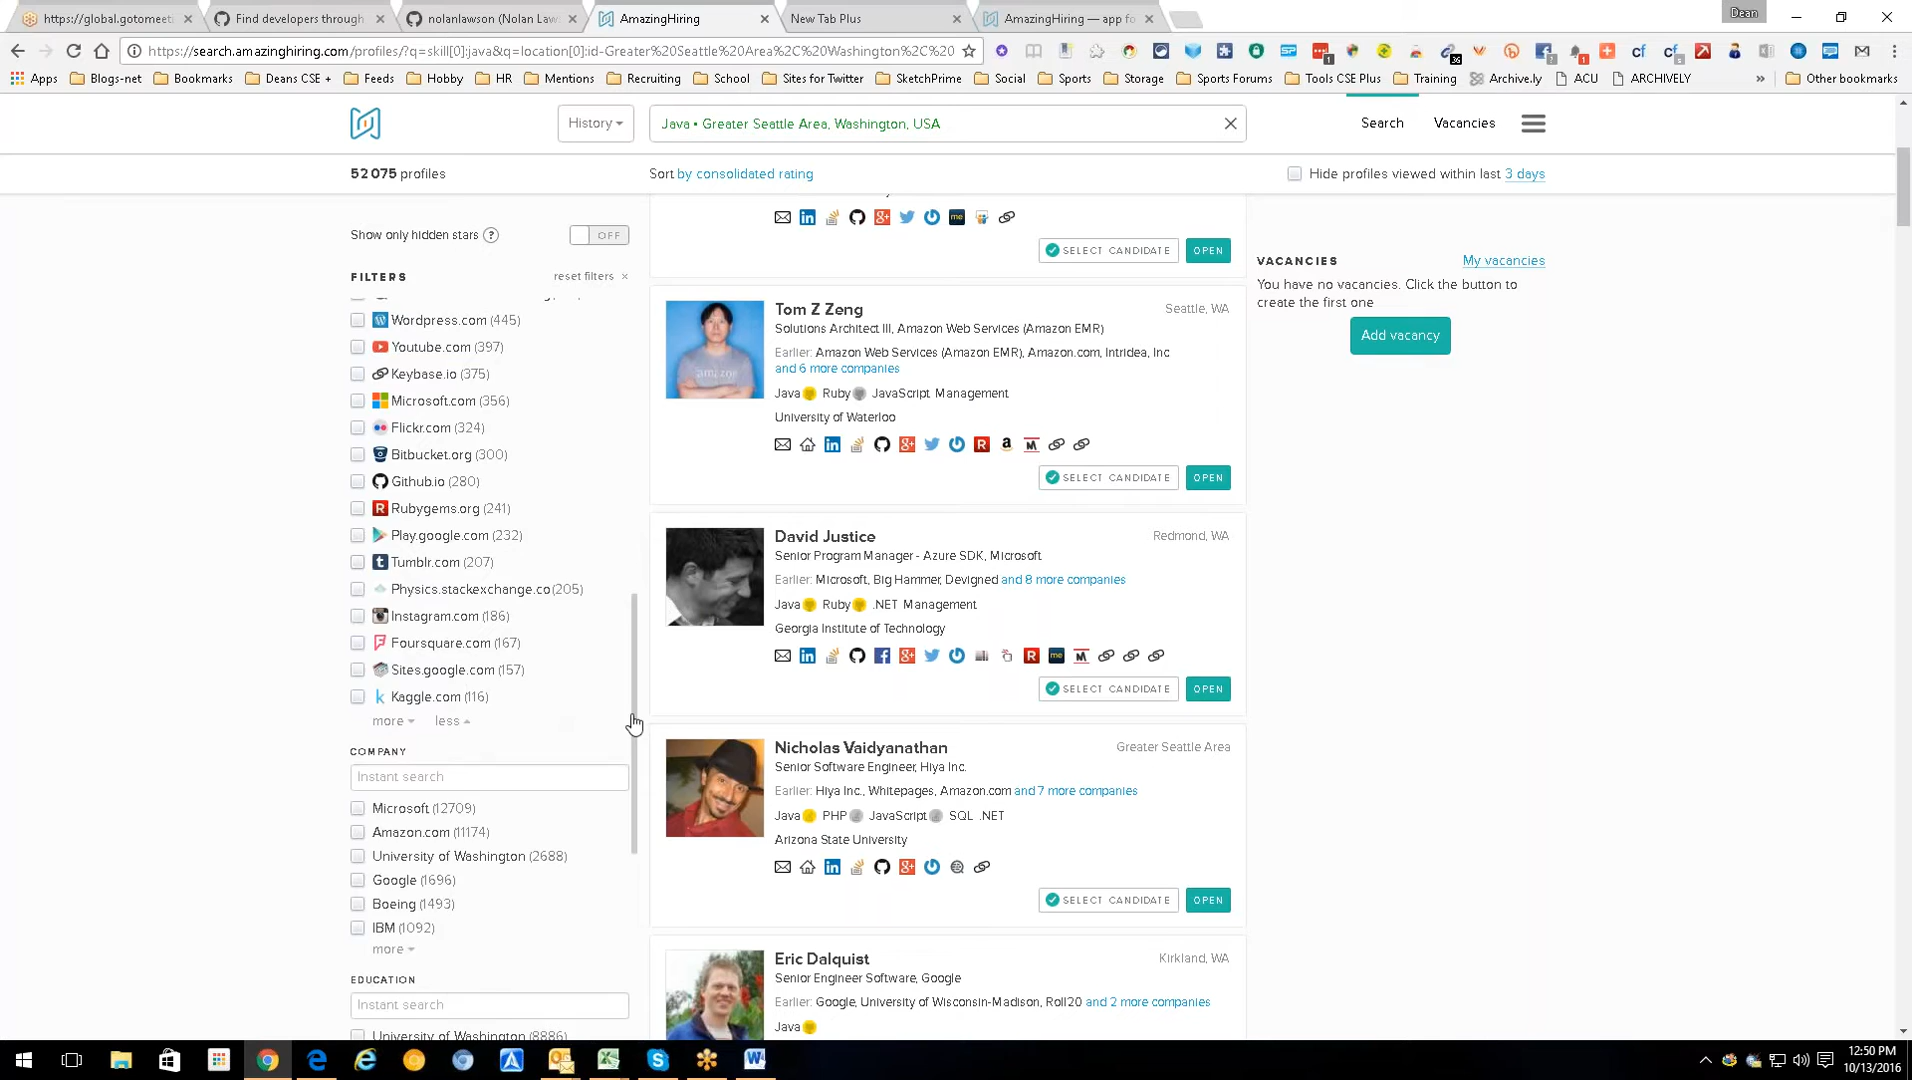 https://global.gotomeeti
Find developers through
nolanlawson (Nolan Law
AmazingHiring
New Tab Plus
AmazingHiring — app fo
Dean
https://search.amazinghiring.com/profiles/?q=skill[0]:java&q=location[0]:id-Greater%20Seattle%20Area%2C%20Washington%2C%20
Apps
Blogs-net
Bookmarks
Deans CSE +
Feeds
Hobby
HR
Mentions
Recruiting
School
Sites for Twitter
SketchPrime
Social
Sports
Storage
Sports Forums
Tools CSE Plus
Training
Archive.ly
ACU
ARCHIVELY
»
Other bookmarks
History
Java • Greater Seattle Area, Washington, USA
Search
Vacancies
52 075 profiles
Sort by consolidated rating
Hide profiles viewed within last 3 days
Show only hidden stars ?
OFF
FILTERS
reset filters ×
Wordpress.com (445)
Youtube.com (397)
Keybase.io (375)
Microsoft.com (356)
Flickr.com (324)
Bitbucket.org (300)
Github.io (280)
Rubygems.org (241)
Play.google.com (232)
Tumblr.com (207)
Physics.stackexchange.co(205)
Instagram.com (186)
Foursquare.com (167)
Sites.google.com (157)
Kaggle.com (116)
more
less
COMPANY
Instant search
Microsoft (12709)
Amazon.com (11174)
University of Washington (2688)
Google (1696)
Boeing (1493)
IBM (1092)
more
EDUCATION
Instant search
University of Washington (8886)
SELECT CANDIDATE
OPEN
Tom Z Zeng
Seattle, WA
Solutions Architect III, Amazon Web Services (Amazon EMR)
Earlier: Amazon Web Services (Amazon EMR), Amazon.com, Intridea, Inc
and 6 more companies
Java Ruby JavaScript Management
University of Waterloo
SELECT CANDIDATE
OPEN
David Justice
Redmond, WA
Senior Program Manager - Azure SDK, Microsoft
Earlier: Microsoft, Big Hammer, Devigned and 8 more companies
Java Ruby .NET Management
Georgia Institute of Technology
SELECT CANDIDATE
OPEN
Nicholas Vaidyanathan
Greater Seattle Area
Senior Software Engineer, Hiya Inc.
Earlier: Hiya Inc., Whitepages, Amazon.com and 7 more companies
Java PHP JavaScript SQL .NET
Arizona State University
SELECT CANDIDATE
OPEN
Eric Dalquist
Kirkland, WA
Senior Engineer Software, Google
Earlier: Google, University of Wisconsin-Madison, Roll20 and 2 more companies
Java
VACANCIES
My vacancies
You have no vacancies. Click the button to
create the first one
Add vacancy
12:50 PM
10/13/2016